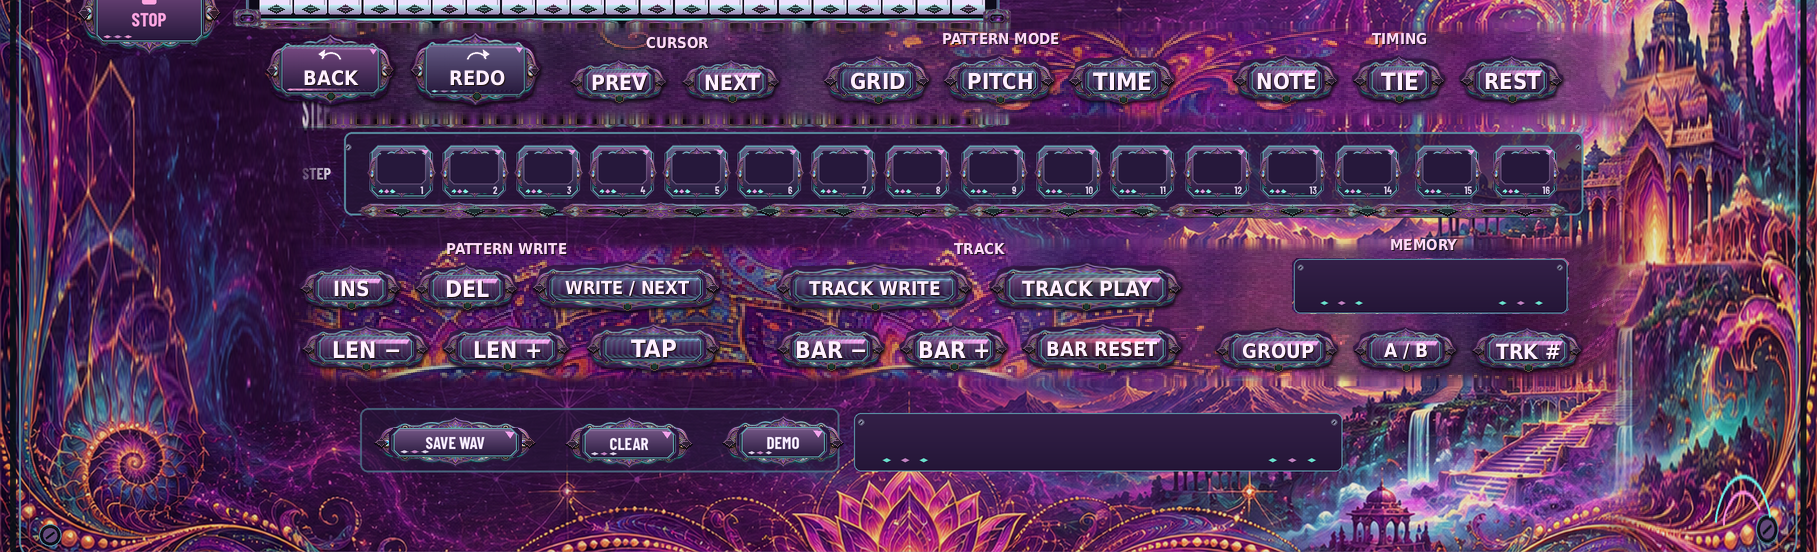 STOP
CURSOR
PATTERN MODE
TIMING
BACK
REDO
PREV
NEXT
GRID
PITCH
TIME
NOTE
TIE
REST
STEP
1 2 3 4 5 6 7 8 9 10 11 12 13 14 15 16
PATTERN WRITE
TRACK
MEMORY
INS
DEL
WRITE / NEXT
TRACK WRITE
TRACK PLAY
LEN −
LEN +
TAP
BAR −
BAR +
BAR RESET
GROUP
A / B
TRK #
SAVE WAV
CLEAR
DEMO